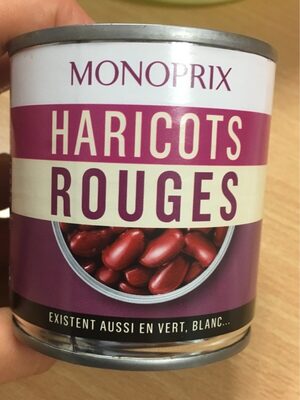 MONOPRIX
HARICOTS
ROUGES
EXISTENT AUSSI EN VERT, BLANC...